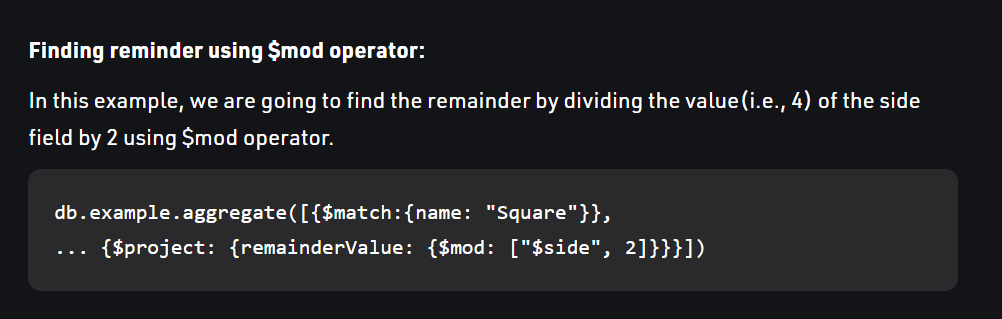 Finding reminder using $mod operator:
In this example, we are going to find the remainder by dividing the value(i.e., 4) of the side
field by 2 using $mod operator.
db.example.aggregate([{$match:{name: "Square"}},
... {$project: {remainderValue: {$mod: ["$side", 2]}}}])